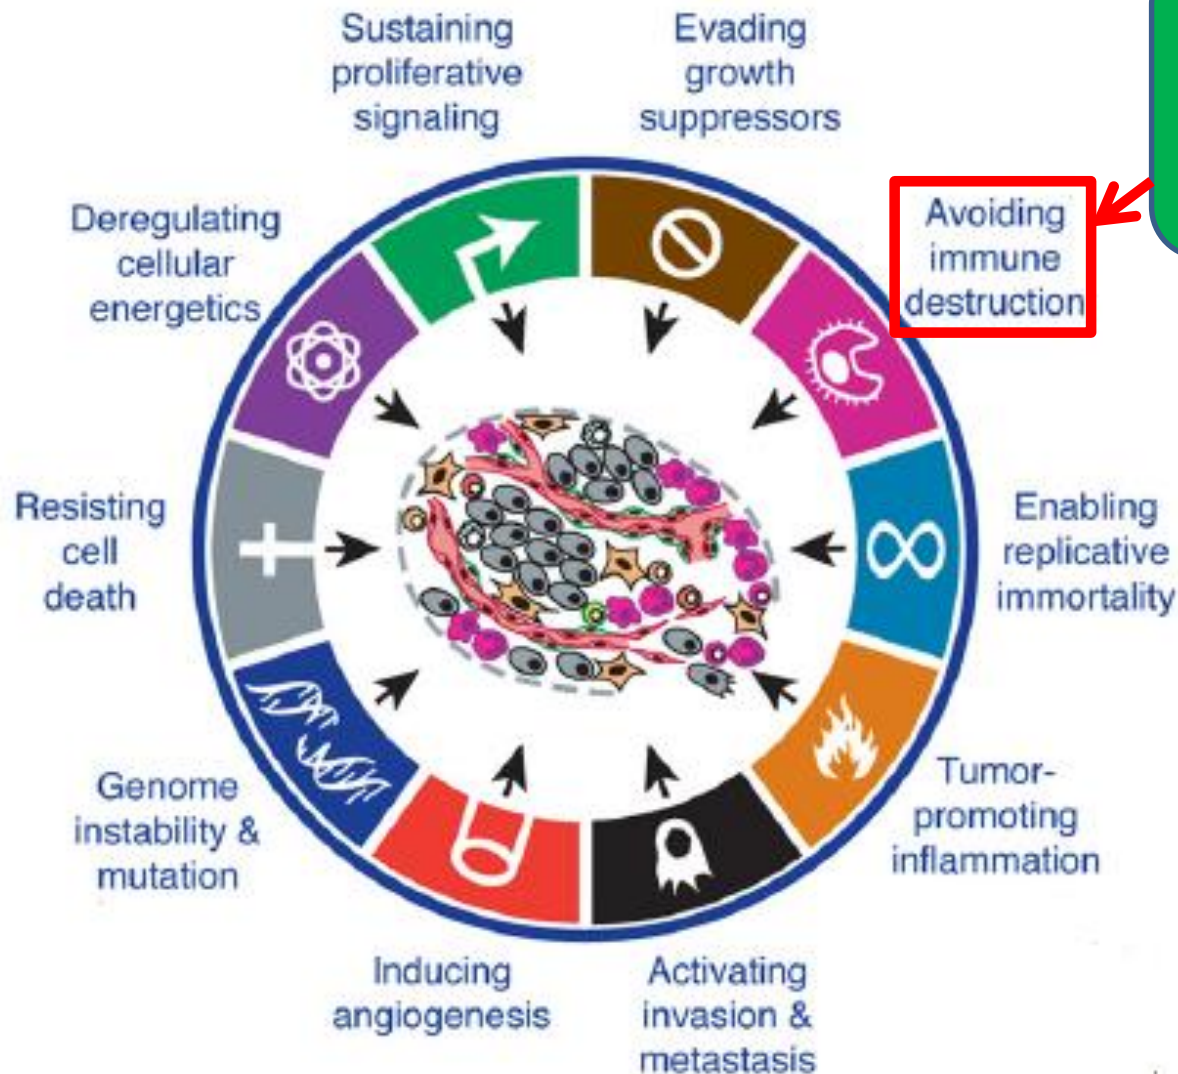 Sustaining
proliferative
signaling
Evading
growth
suppressors
Avoiding
immune
destruction
Enabling
replicative
immortality
Tumor-
promoting
inflammation
Activating
invasion &
metastasis
Inducing
angiogenesis
Genome
instability &
mutation
Resisting
cell
death
Deregulating
cellular
energetics